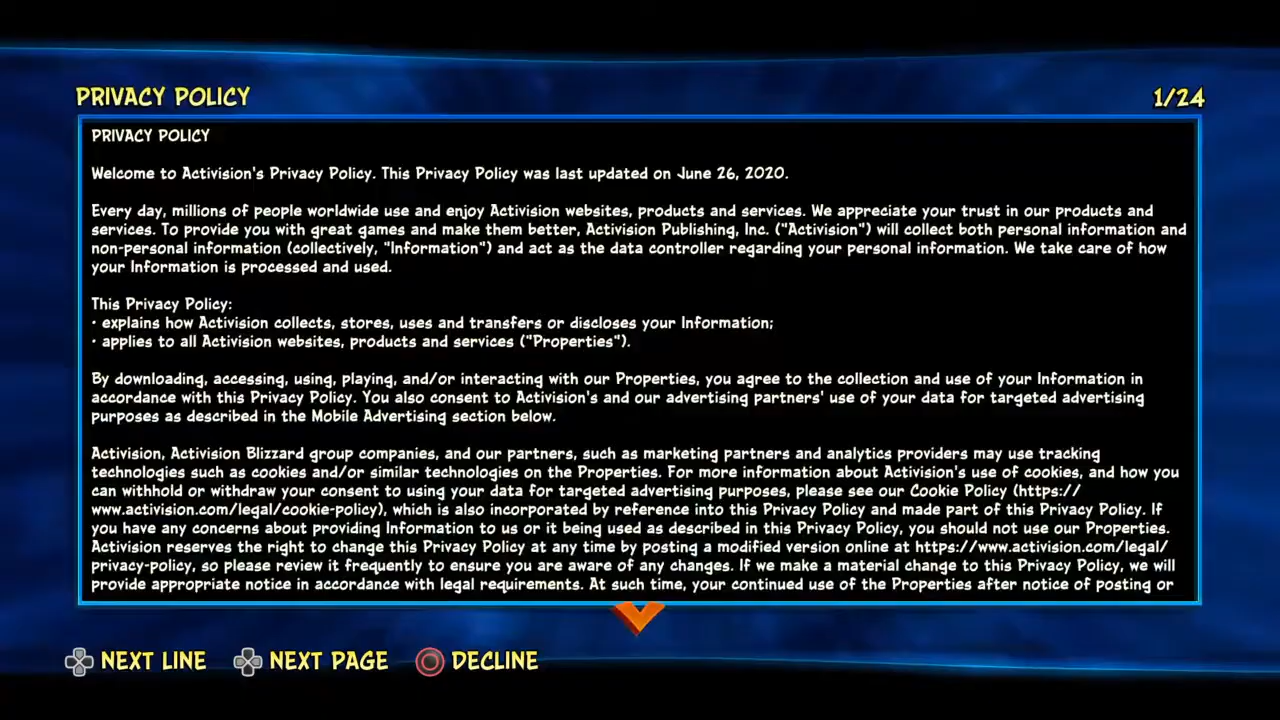 PRIVACY POLICY
1/24
PRIVACY POLICY
Welcome to Activision's Privacy Policy. This Privacy Policy was last updated on June 26, 2020.
Every day, millions of people worldwide use and enjoy Activision websites, products and services. We appreciate your trust in our products and
services. To provide you with great games and make them better, Activision Publishing, Inc. ("Activision") will collect both personal information and
non-personal information (collectively, "Information") and act as the data controller regarding your personal information. We take care of how
your Information is processed and used.
This Privacy Policy:
• explains how Activision collects, stores, uses and transfers or discloses your Information;
• applies to all Activision websites, products and services ("Properties").
By downloading, accessing, using, playing, and/or interacting with our Properties, you agree to the collection and use of your Information in
accordance with this Privacy Policy. You also consent to Activision's and our advertising partners' use of your data for targeted advertising
purposes as described in the Mobile Advertising section below.
Activision, Activision Blizzard group companies, and our partners, such as marketing partners and analytics providers may use tracking
technologies such as cookies and/or similar technologies on the Properties. For more information about Activision's use of cookies, and how you
can withhold or withdraw your consent to using your data for targeted advertising purposes, please see our Cookie Policy (https://
www.activision.com/legal/cookie-policy), which is also incorporated by reference into this Privacy Policy and made part of this Privacy Policy. If
you have any concerns about providing Information to us or it being used as described in this Privacy Policy, you should not use our Properties.
Activision reserves the right to change this Privacy Policy at any time by posting a modified version online at https://www.activision.com/legal/
privacy-policy, so please review it frequently to ensure you are aware of any changes. If we make a material change to this Privacy Policy, we will
provide appropriate notice in accordance with legal requirements. At such time, your continued use of the Properties after notice of posting or
NEXT LINE
NEXT PAGE
DECLINE